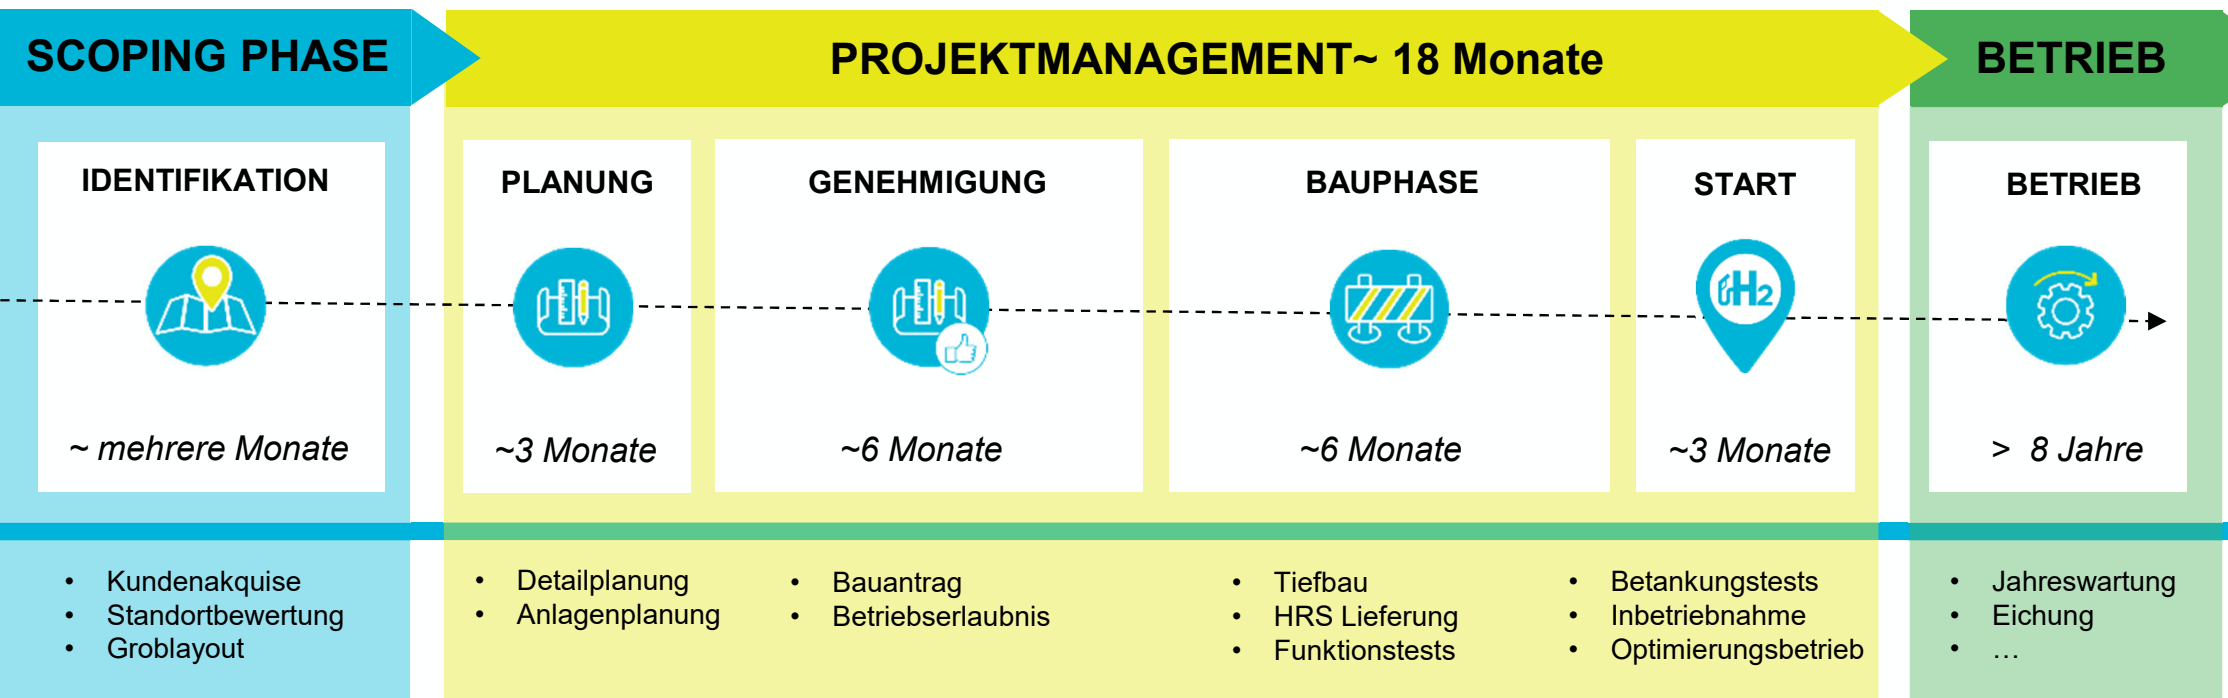 SCOPING PHASE
PROJEKTMANAGEMENT~ 18 Monate
BETRIEB
IDENTIFIKATION
~ mehrere Monate
PLANUNG
~3 Monate
GENEHMIGUNG
~6 Monate
BAUPHASE
~6 Monate
START
H2
~3 Monate
BETRIEB
> 8 Jahre
• Kundenakquise
• Standortbewertung
• Groblayout
• Detailplanung
• Anlagenplanung
• Bauantrag
• Betriebserlaubnis
• Tiefbau
• HRS Lieferung
• Funktionstests
• Betankungstests
• Inbetriebnahme
• Optimierungsbetrieb
• Jahreswartung
• Eichung
• …